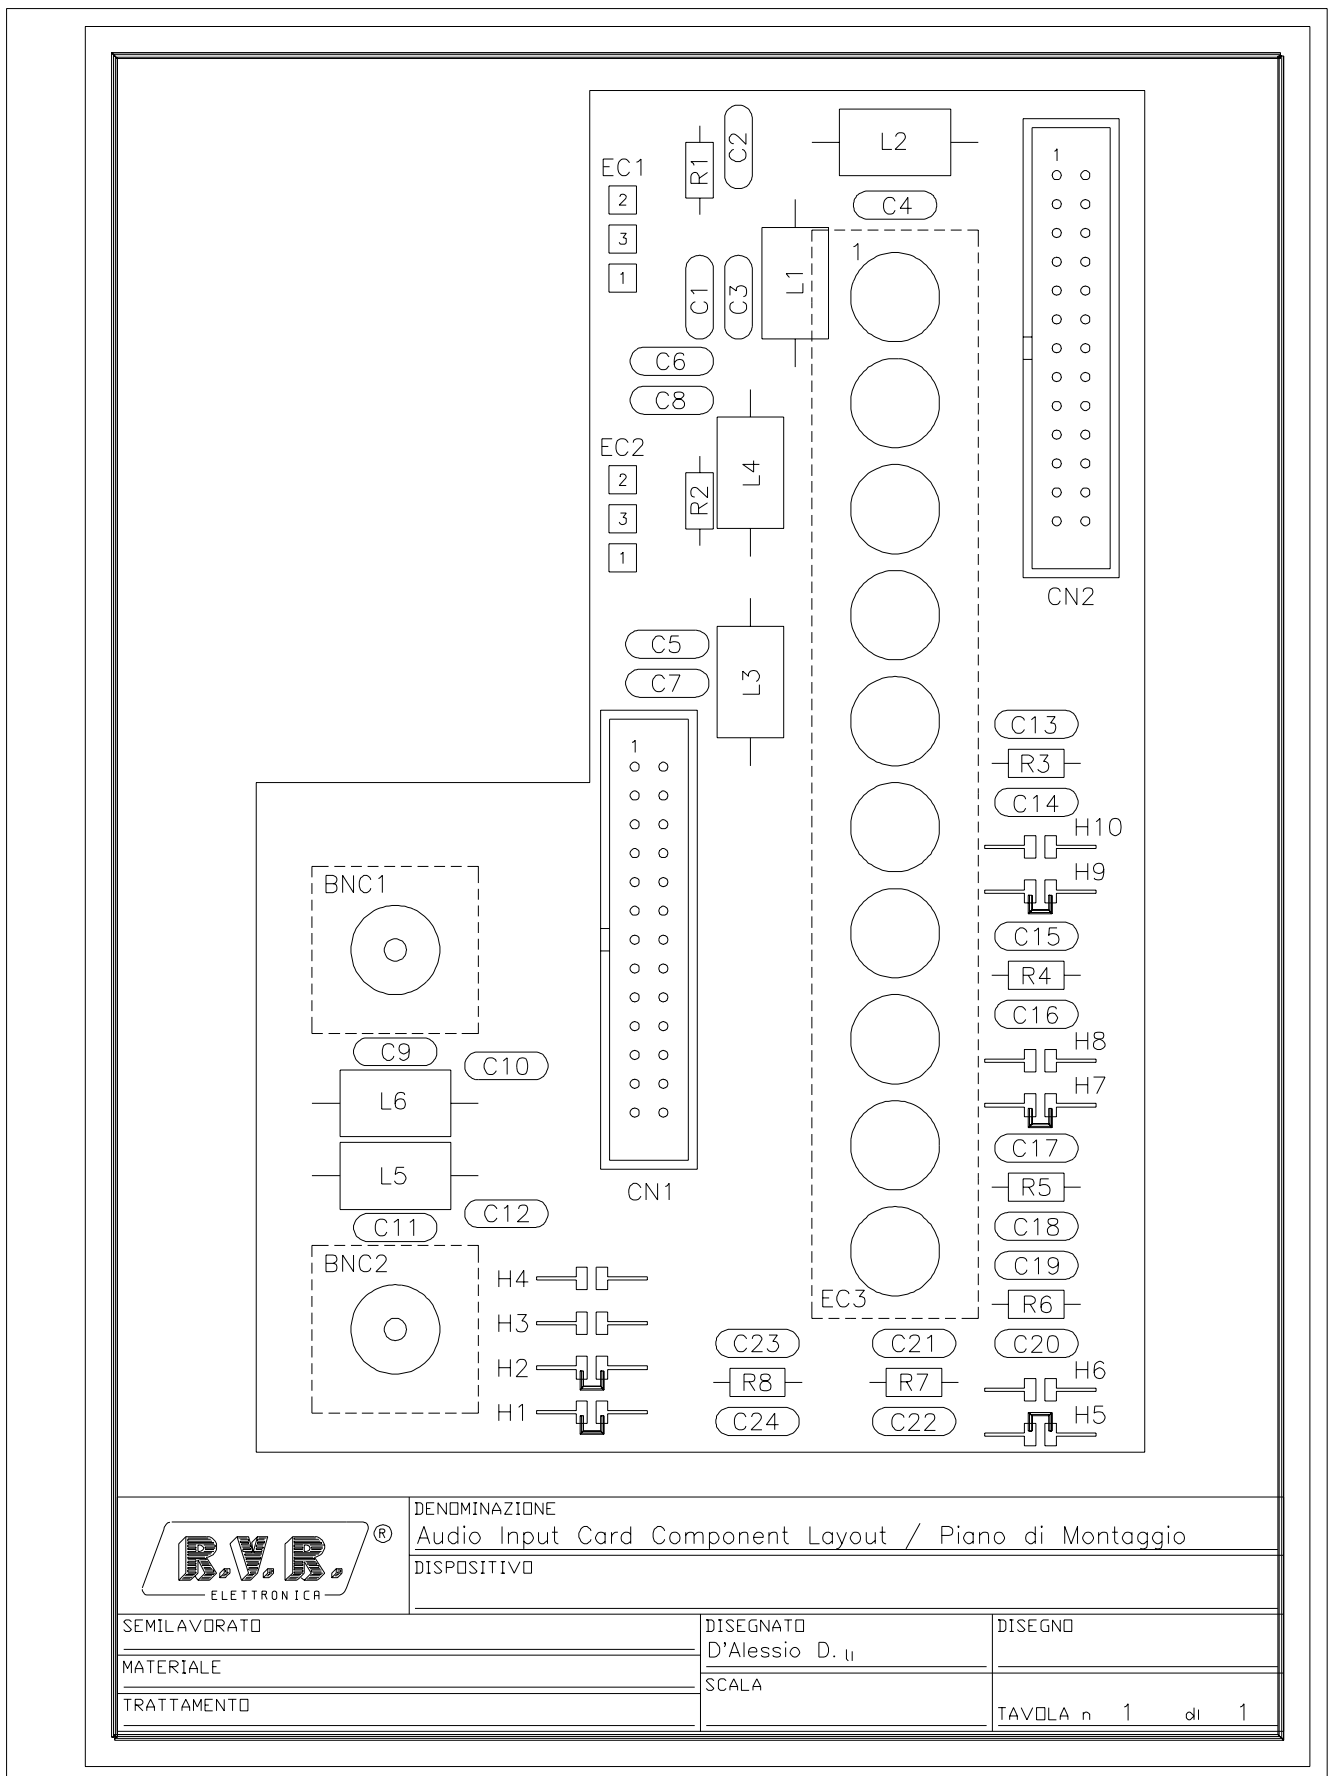 C2
L2
R1
EC1
1
2
C4
3
1
1
C1
C3
L1
C6
C8
EC2
L4
2
R2
3
1
CN2
C5
C7
L3
C13
1
R3
C14
H10
BNC1
H9
C15
R4
C16
C9
H8
C10
L6
H7
C17
L5
R5
CN1
C12
C11
C18
BNC2
C19
H4
EC3
R6
H3
C23
C21
C20
H2
R8
R7
H6
H1
C24
C22
H5
R.V.R. ®
ELETTRONICA
DENOMINAZIONE
Audio Input Card Component Layout / Piano di Montaggio
DISPOSITIVO
SEMILAVORATO
DISEGNATO
DISEGNO
D'Alessio D. li
MATERIALE
SCALA
TRATTAMENTO
TAVOLA n 1 di 1